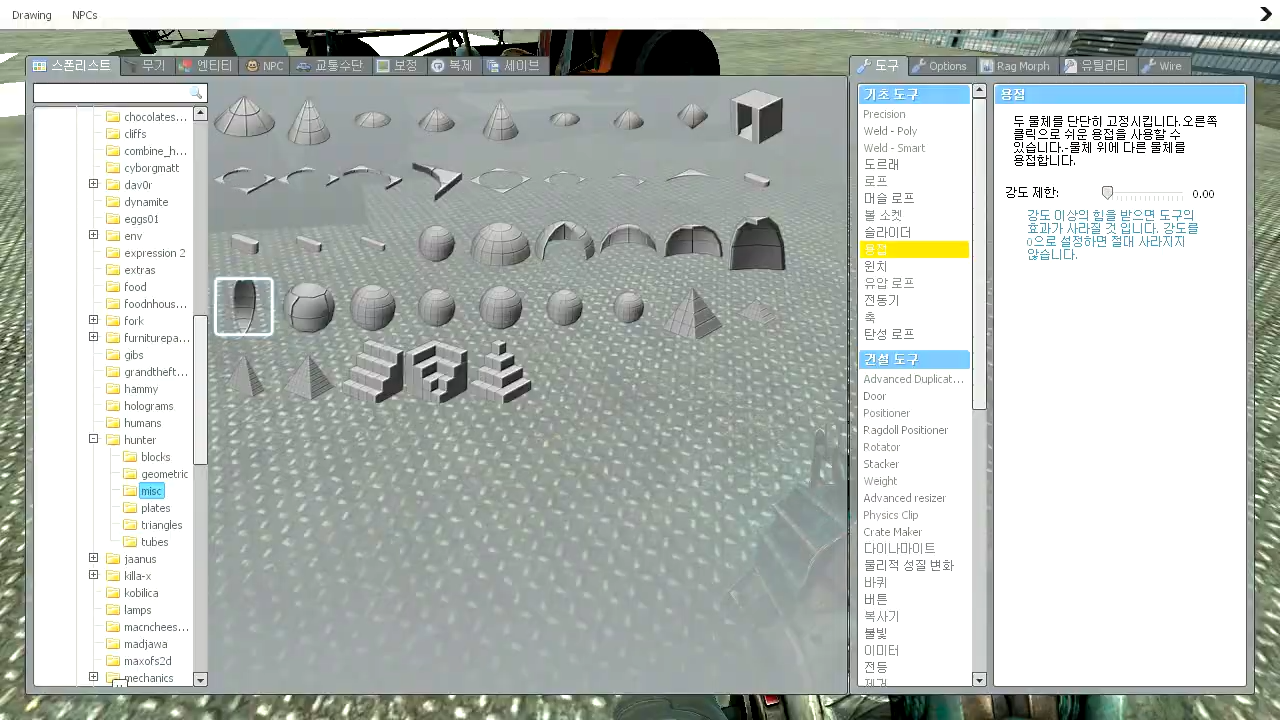 Drawing NPCs
스폰리스트 무기 엔티티 NPC 교통수단 보정 복제 세이브
도구 Options Rag Morph 유틸리티 Wire
chocolates...
cliffs
combine_h...
cyborgmatt
dav0r
dynamite
eggs01
env
expression 2
extras
food
foodnhous...
fork
furniturepa...
gibs
grandtheft...
hammy
holograms
humans
hunter
blocks
geometric
misc
plates
triangles
tubes
jaanus
killa-x
kobilica
lamps
macnchees...
madjawa
maxofs2d
mechanics
기초 도구
Precision
Weld - Poly
Weld - Smart
도르래
로프
머슬 로프
볼 소켓
슬라이더
용접
윈치
유압 로프
전동기
축
탄성 로프
건설 도구
Advanced Duplicat...
Door
Positioner
Ragdoll Positioner
Rotator
Stacker
Weight
Advanced resizer
Physics Clip
Crate Maker
다이나마이트
물리적 성질 변화
바퀴
버튼
복사기
불빛
이미터
전등
제거
용접
두 물체를 단단히 고정시킵니다.오른쪽
클릭으로 쉬운 용접을 사용할 수
있습니다.-물체 위에 다른 물체를
용접합니다.
강도 제한: 0.00
강도 이상의 힘을 받으면 도구의
효과가 사라질 것 입니다. 강도를
0으로 설정하면 절대 사라지지
않습니다.